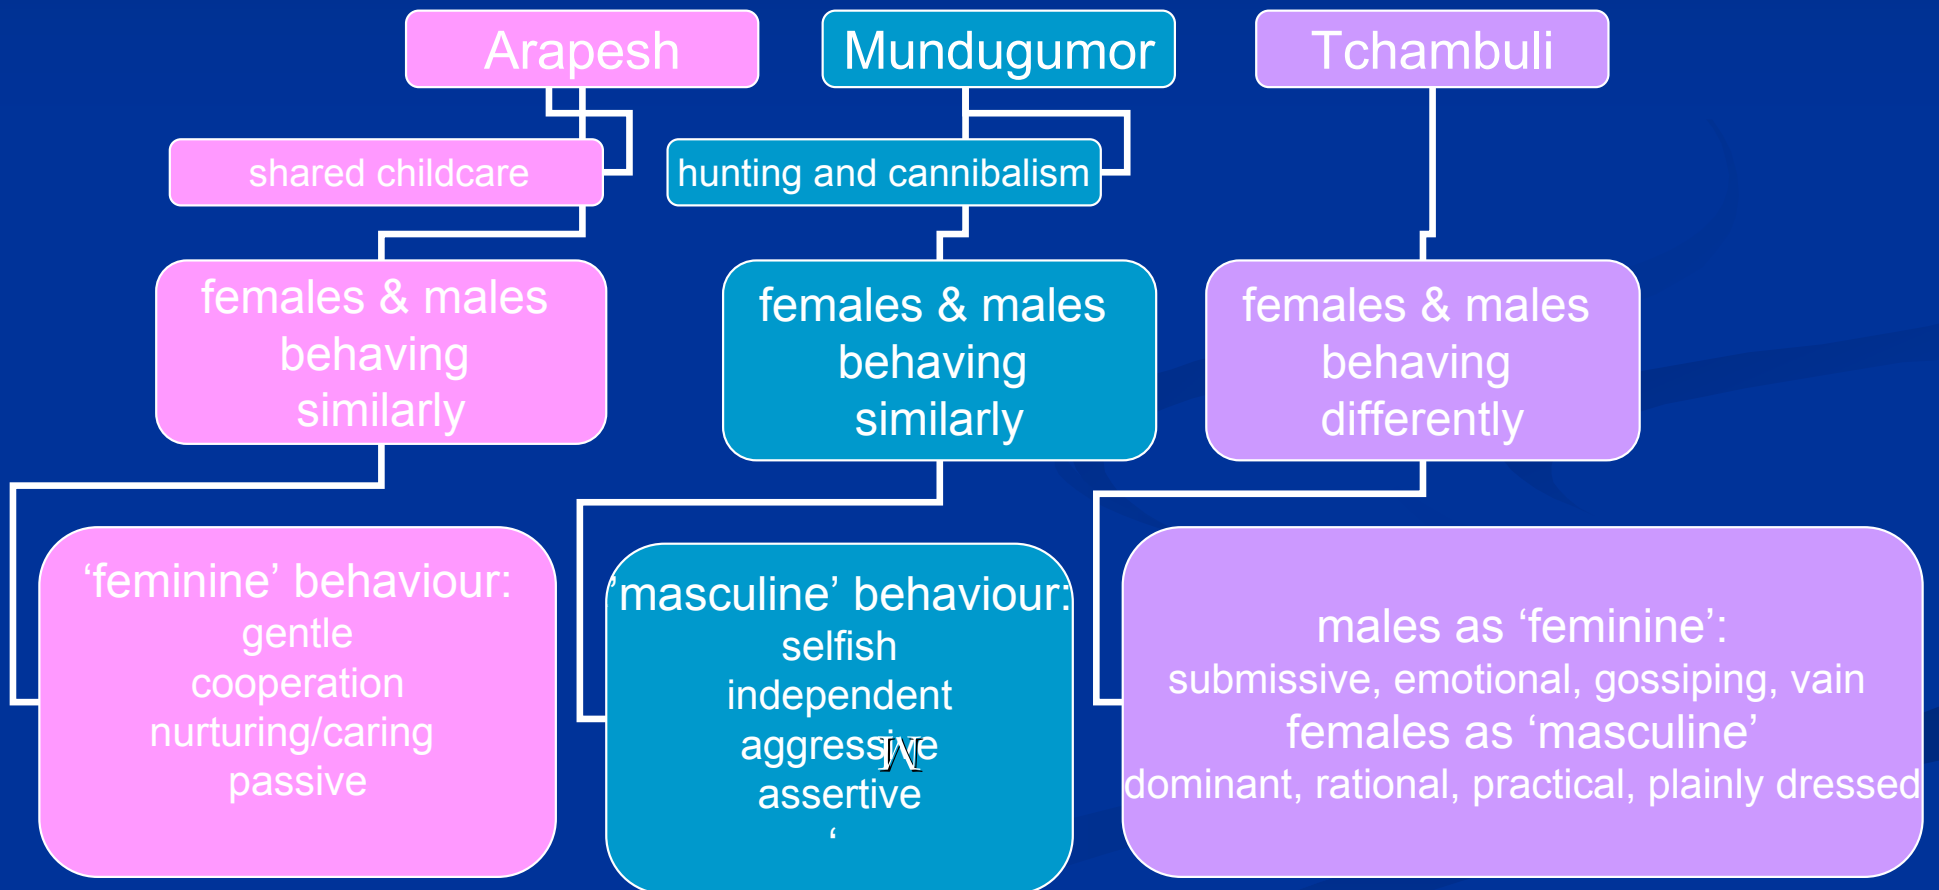 Arapesh
Mundugumor
Tchambuli
shared childcare
hunting and cannibalism
females & males
behaving
similarly
females & males
behaving
similarly
females & males
behaving
differently
‘feminine’ behaviour:
gentle
cooperation
nurturing/caring
passive
‘masculine’ behaviour:
selfish
independent
aggressive
assertive
‘
males as ‘feminine’:
submissive, emotional, gossiping, vain
females as ‘masculine’
dominant, rational, practical, plainly dressed